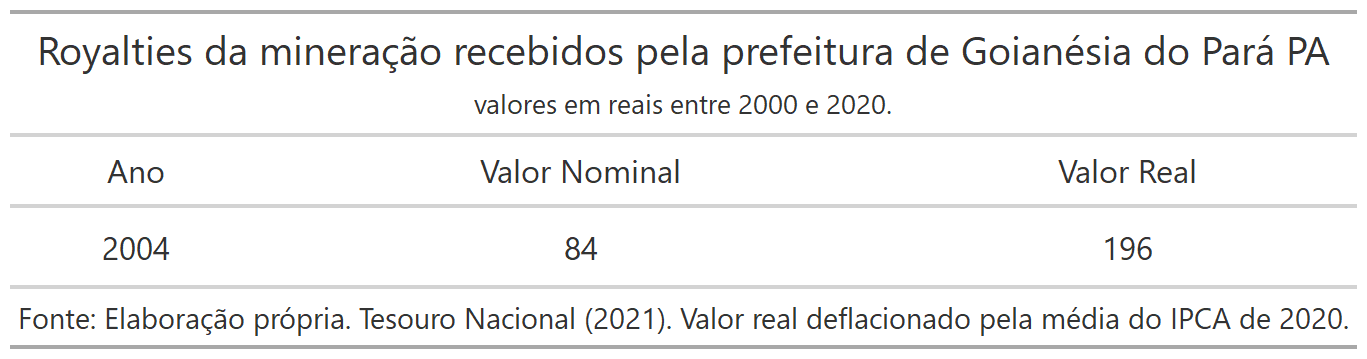 Royalties da mineração recebidos pela prefeitura de Goianésia do Pará PA
valores em reais entre 2000 e 2020.
Ano Valor Nominal Valor Real
2004 84 196
Fonte: Elaboração própria. Tesouro Nacional (2021). Valor real deflacionado pela média do IPCA de 2020.